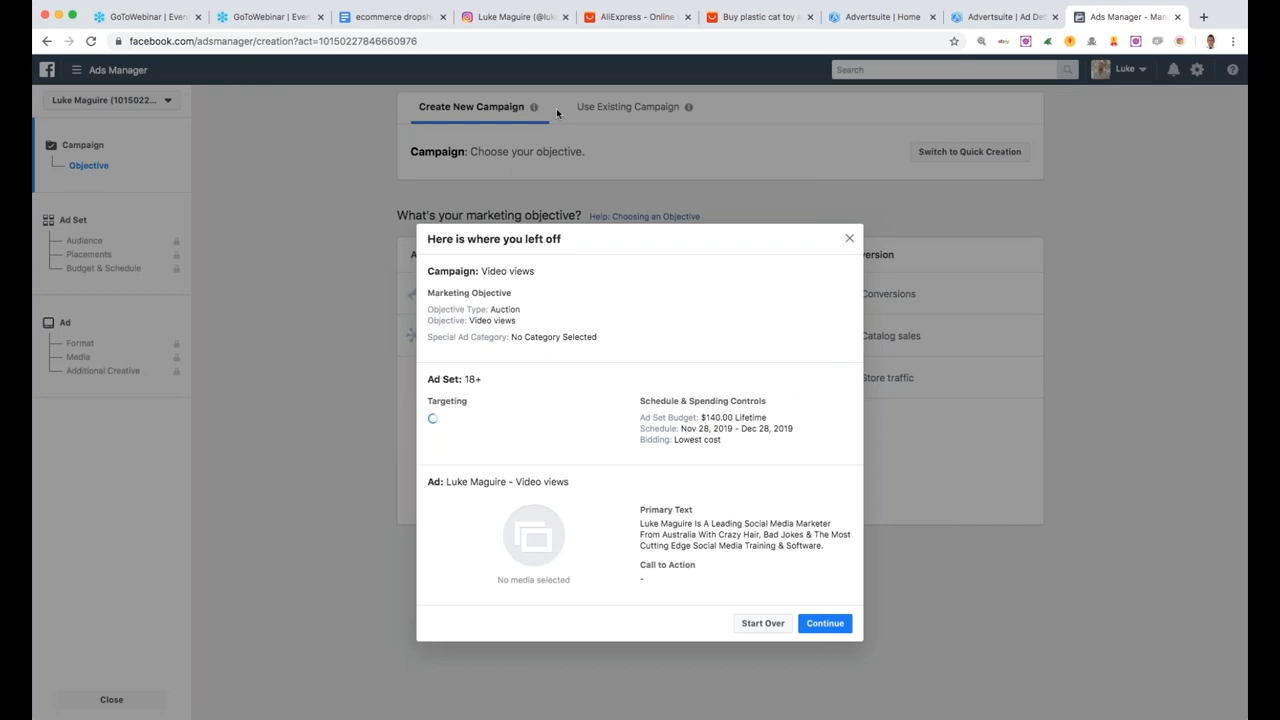 GoToWebinar | Even
GoToWebinar | Even
ecommerce dropshi
Luke Maguire (@luk
AliExpress - Online
Buy plastic cat toy a
Advertsuite | Home
Advertsuite | Ad Det
Ads Manager - Man
facebook.com/adsmanager/creation?act=10150227846660976
Ads Manager
Search
Luke
Luke Maguire (1015022...
Create New Campaign
Use Existing Campaign
Campaign
Objective
Campaign: Choose your objective.
Switch to Quick Creation
Ad Set
Audience
Placements
Budget & Schedule
What's your marketing objective? Help: Choosing an Objective
Ad
Format
Media
Additional Creative
Close
Here is where you left off
Campaign: Video views
Marketing Objective
Objective Type: Auction
Objective: Video views
Special Ad Category: No Category Selected
Ad Set: 18+
Targeting
Schedule & Spending Controls
Ad Set Budget: $140.00 Lifetime
Schedule: Nov 28, 2019 - Dec 28, 2019
Bidding: Lowest cost
Ad: Luke Maguire - Video views
No media selected
Primary Text
Luke Maguire Is A Leading Social Media Marketer
From Australia With Crazy Hair, Bad Jokes & The Most
Cutting Edge Social Media Training & Software.
Call to Action
-
Start Over
Continue
version
Conversions
Catalog sales
Store traffic